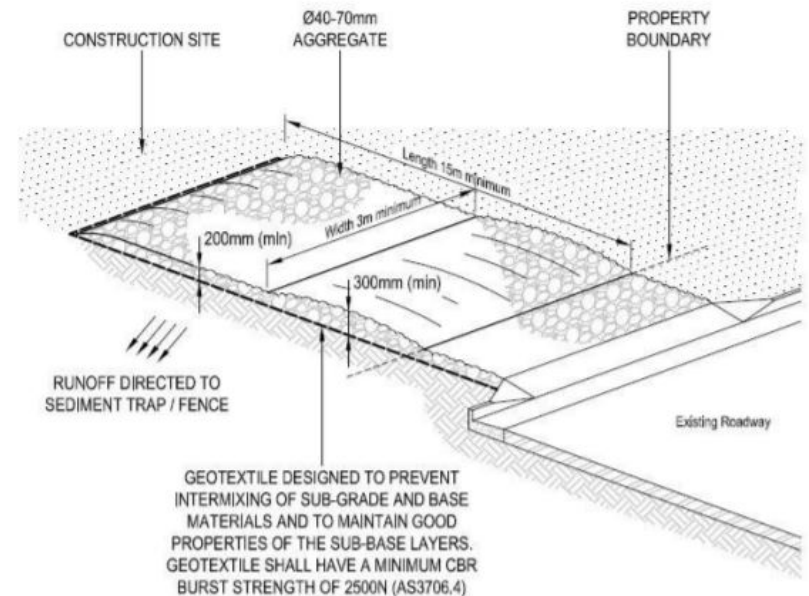 CONSTRUCTION SITE
Ø40-70mm
AGGREGATE
PROPERTY
BOUNDARY
Length 15m minimum
Width 3m minimum
200mm (min)
300mm (min)
RUNOFF DIRECTED TO
SEDIMENT TRAP / FENCE
Existing Roadway
GEOTEXTILE DESIGNED TO PREVENT
INTERMIXING OF SUB-GRADE AND BASE
MATERIALS AND TO MAINTAIN GOOD
PROPERTIES OF THE SUB-BASE LAYERS.
GEOTEXTILE SHALL HAVE A MINIMUM CBR
BURST STRENGTH OF 2500N (AS3706.4)